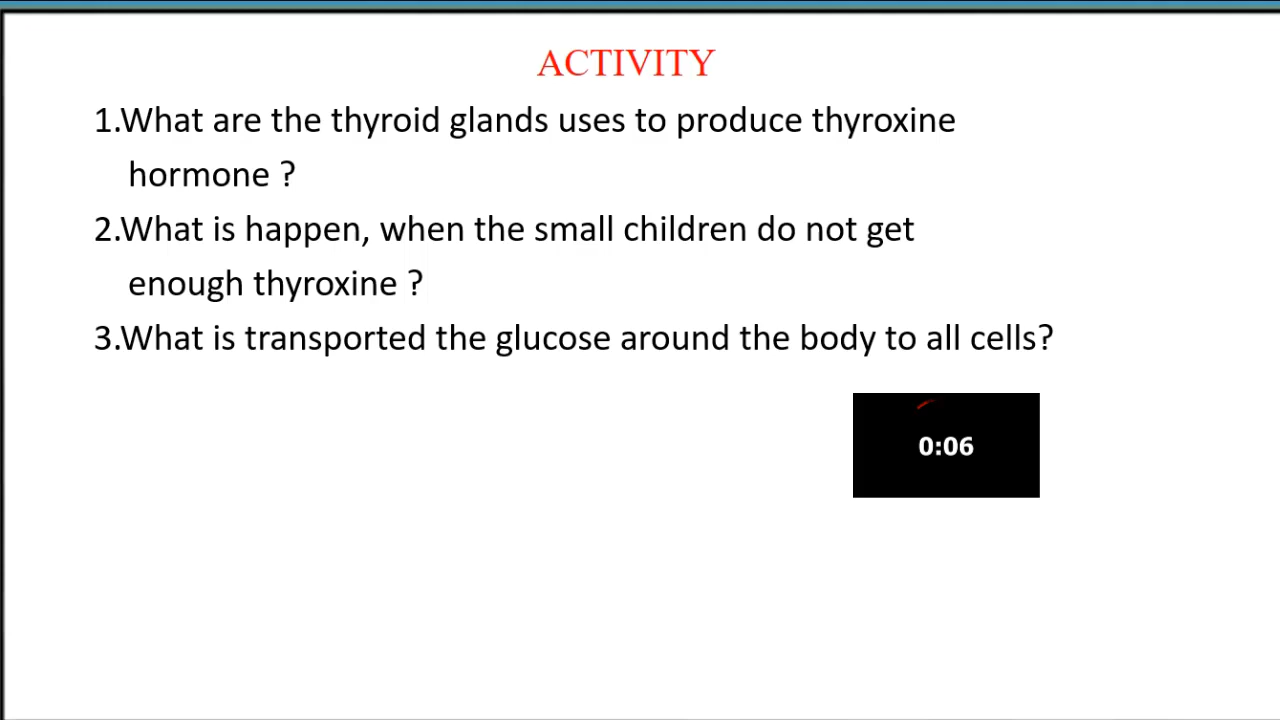 ACTIVITY
1.What are the thyroid glands uses to produce thyroxine
hormone ?
2.What is happen, when the small children do not get
enough thyroxine ?
3.What is transported the glucose around the body to all cells?
0:06